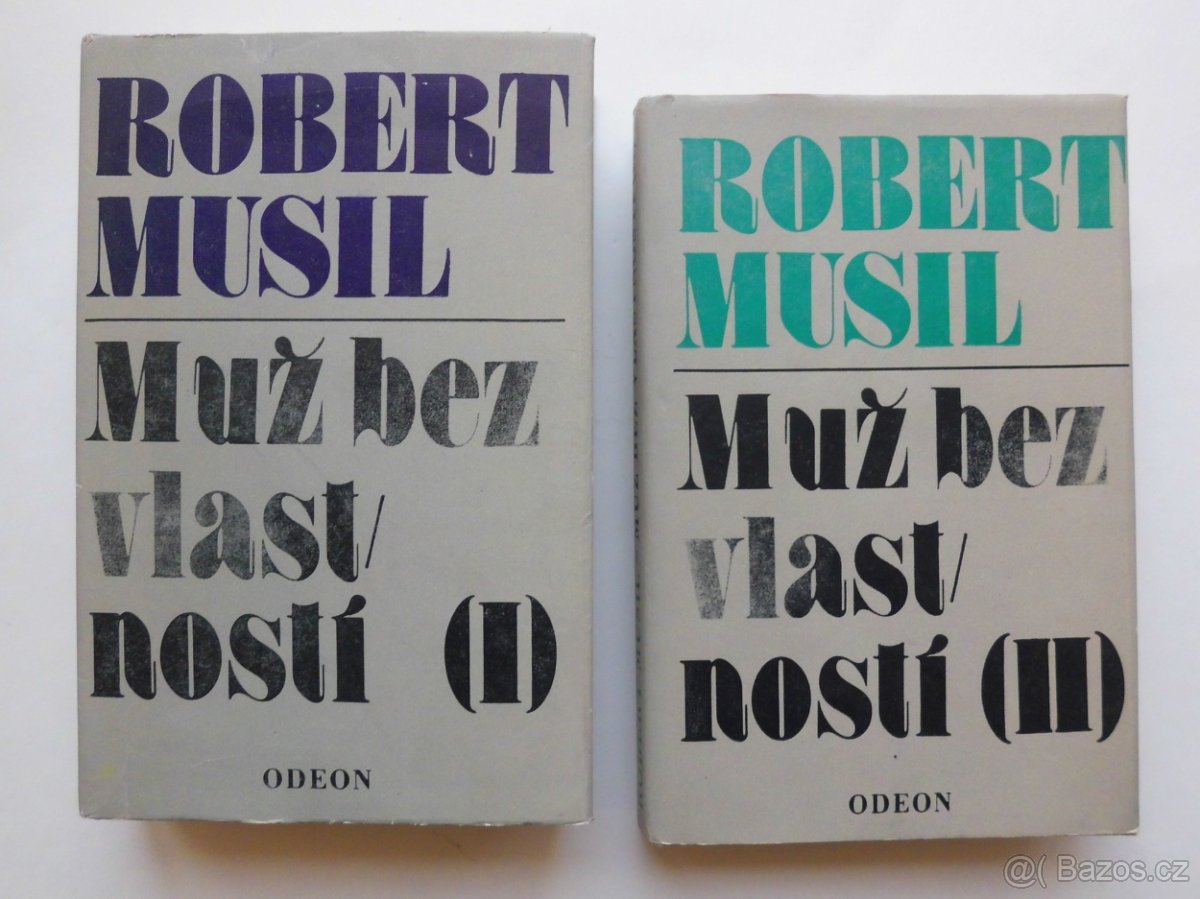 ROBERT
MUSIL
Muž bez
vlast/
ností (I)
ODEON
ROBERT
MUSIL
Muž bez
vlast/
ností (II)
ODEON
@( Bazos.cz